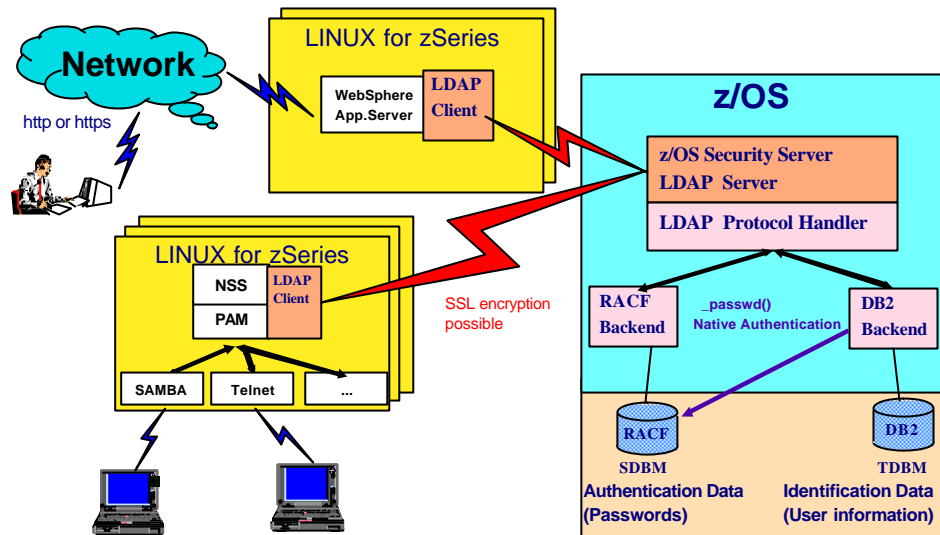 LINUX for zSeries
Network
WebSphere
App.Server
LDAP
Client
http or https
z/OS
z/OS Security Server
LDAP Server
LDAP Protocol Handler
LINUX for zSeries
NSS
PAM
LDAP
Client
SSL encryption
possible
RACF
Backend
_passwd()
Native Authentication
DB2
Backend
SAMBA
Telnet
...
RACF
DB2
SDBM
TDBM
Authentication Data
(Passwords)
Identification Data
(User information)